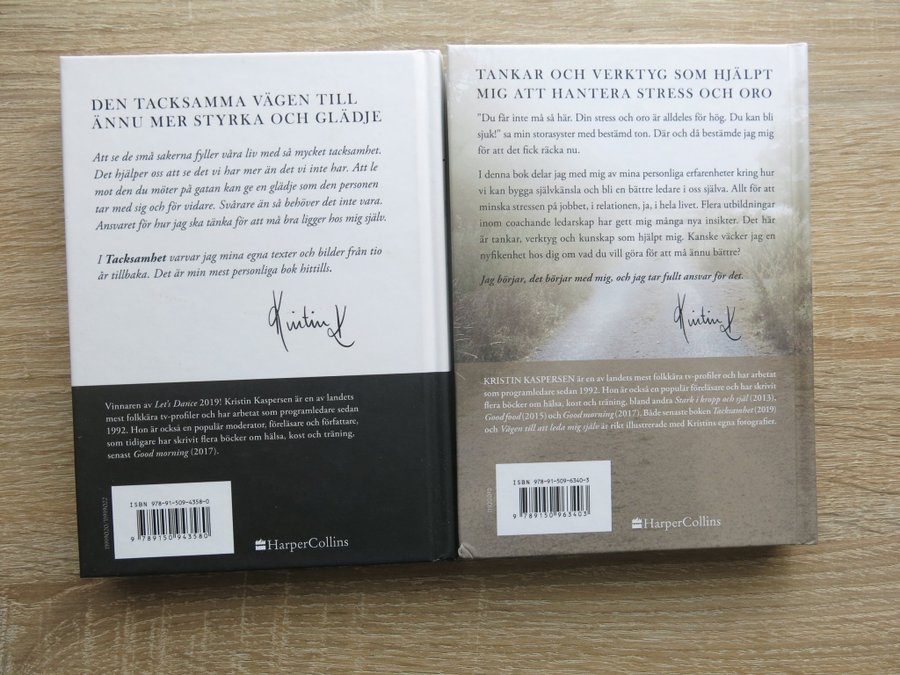 DEN TACKSAMMA VÄGEN TILL
ÄNNU MER STYRKA OCH GLÄDJE
Att se de små sakerna fyller våra liv med så mycket tacksamhet.
Det hjälper oss att se det vi har mer än det vi inte har. Att le
mot den du möter på gatan kan ge en glädje som den personen
tar med sig och för vidare. Svårare än så behöver det inte vara.
Ansvaret för hur jag ska tänka för att må bra ligger hos mig själv.
I Tacksamhet varvar jag mina egna texter och bilder från tio
år tillbaka. Det är min mest personliga bok hittills.
Kristin K
Vinnaren av Let's Dance 2019! Kristin Kaspersen är en av landets
mest folkkära tv-profiler och har arbetat som programledare sedan
1992. Hon är också en populär moderator, föreläsare och författare,
som tidigare har skrivit flera böcker om hälsa, kost och träning,
senast Good morning (2017).
ISBN 978-91-509-4358-0
9 789150 943580
HarperCollins
TANKAR OCH VERKTYG SOM HJÄLPT
MIG ATT HANTERA STRESS OCH ORO
"Du får inte må så här. Din stress och oro är alldeles för hög. Du kan bli
sjuk!" sa min storasyster med bestämd ton. Där och då bestämde jag mig
för att det fick räcka nu.
I denna bok delar jag med mig av mina personliga erfarenheter kring hur
vi kan bygga självkänsla och bli en bättre ledare i oss själva. Allt för att
minska stressen på jobbet, i relationen, ja, i hela livet. Flera utbildningar
inom coachande ledarskap har gett mig många nya insikter. Det här
är tankar, verktyg och kunskap som hjälpt mig. Kanske väcker jag en
nyfikenhet hos dig om vad du vill göra för att må ännu bättre?
Jag börjar, det börjar med mig, och jag tar fullt ansvar för det.
Kristin K
KRISTIN KASPERSEN är en av landets mest folkkära tv-profiler och har arbetat
som programledare sedan 1992. Hon är också en populär föreläsare och har skrivit
flera böcker om hälsa, kost och träning, bland andra Stark i kropp och själ (2013),
Good food (2015) och Good morning (2017). Både senaste boken Tacksamhet (2019)
och Vägen till att leda mig själv är rikt illustrerade med Kristins egna fotografier.
ISBN 978-91-509-6340-3
9 789150 963403
HarperCollins